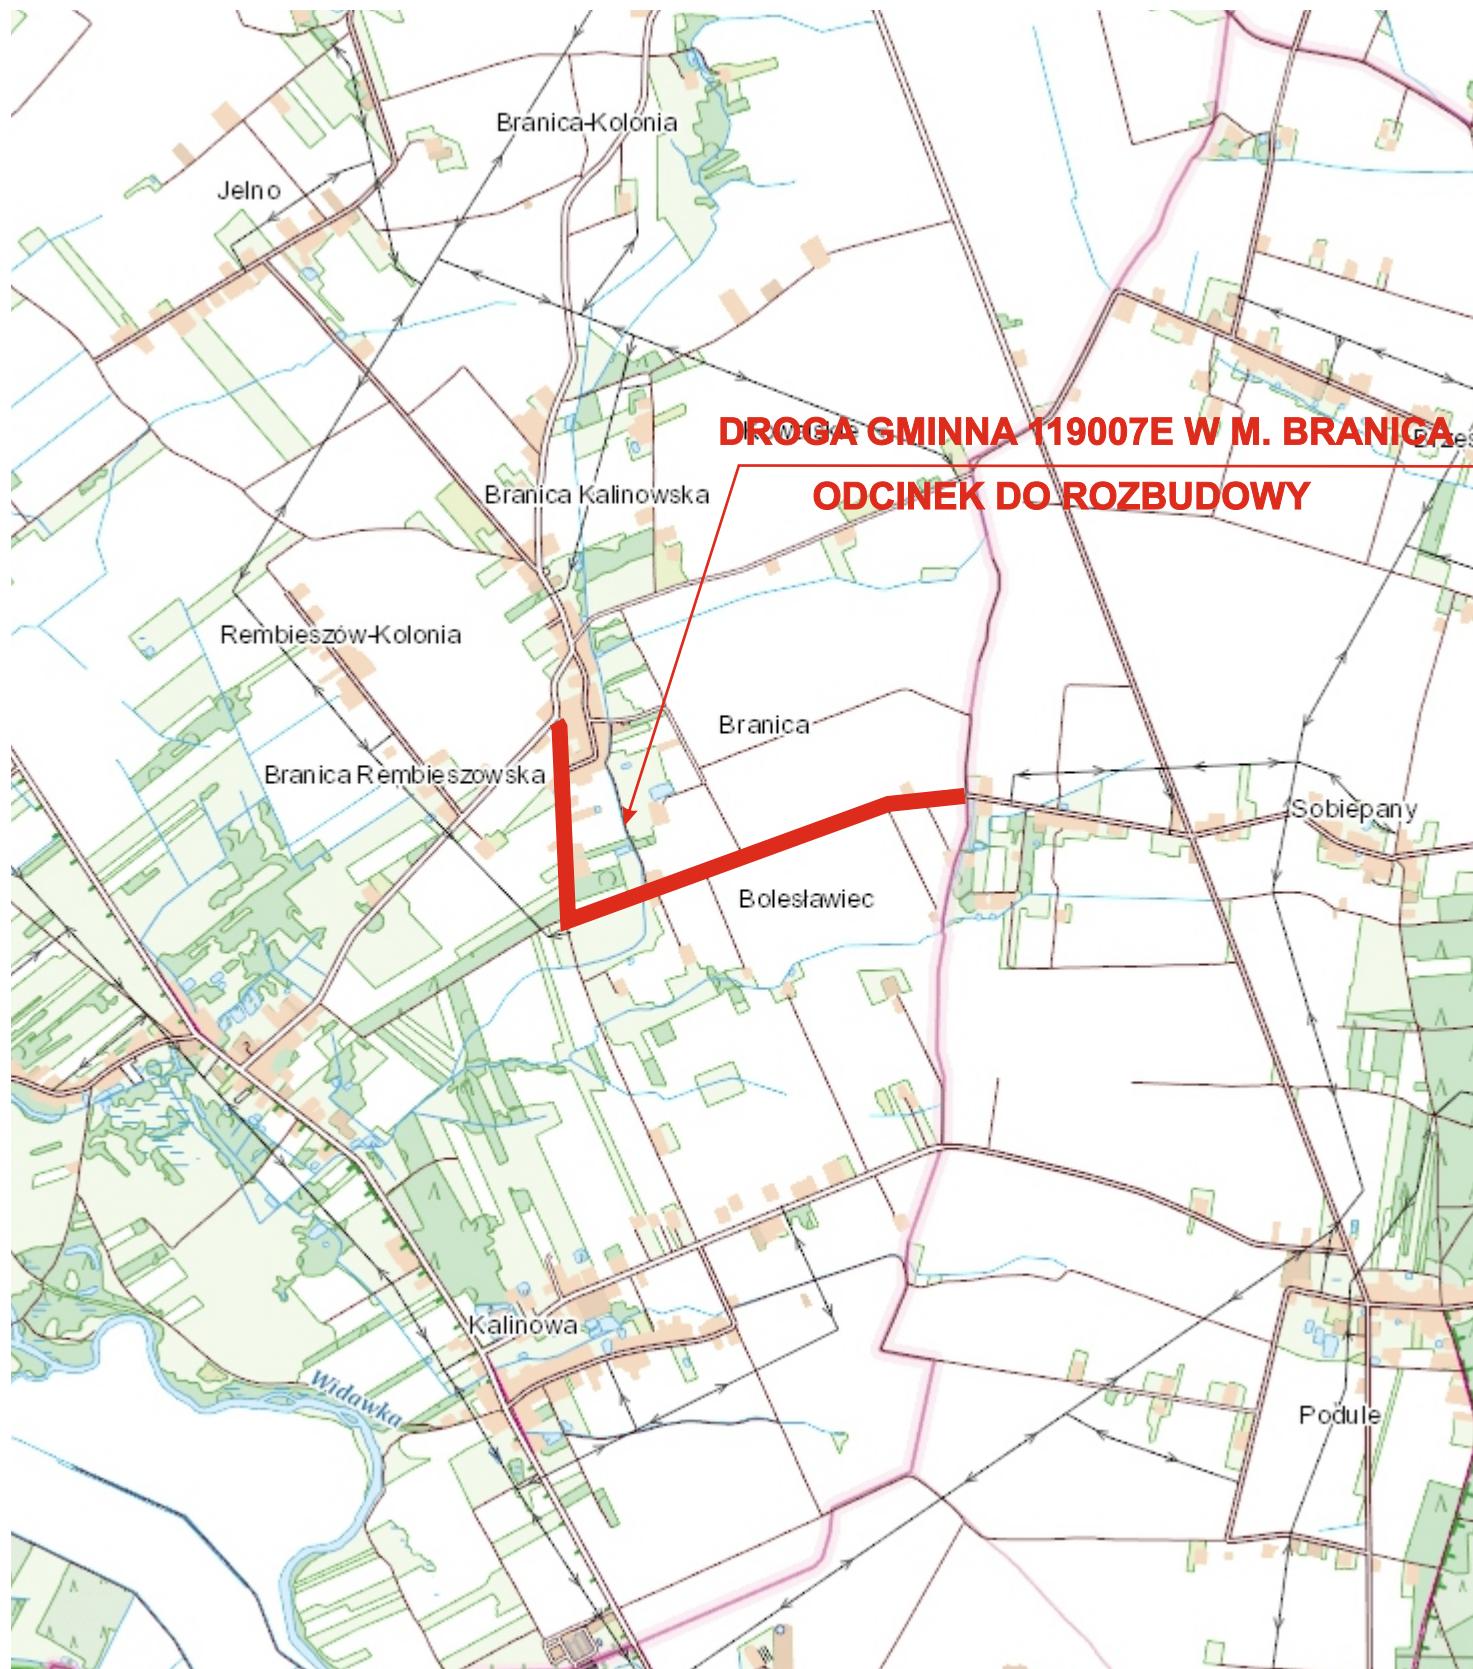 Branica-Kolonia
Jelno
DROGA GMINNA 119007E W M. BRANICA
Branica Kalinowska
ODCINEK DO ROZBUDOWY
Rembieszów-Kolonia
Branica
Branica Rembieszowska
Sobiepany
Bolesławiec
Kalinowa
Widawka
Podule